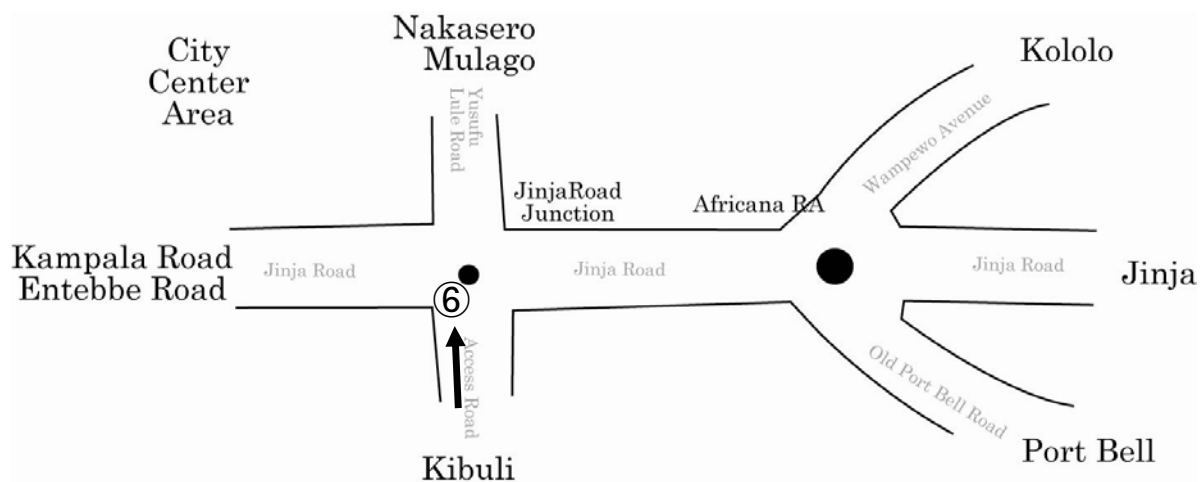 City
Center
Area
Nakasero
Mulago
Yusufu
Lule Road
Kololo
Wampewo Avenue
JinjaRoad
Junction
Africana RA
Kampala Road
Entebbe Road
Jinja Road
Jinja Road
Jinja Road
Jinja
⑥
Access Road
Old Port Bell Road
Kibuli
Port Bell